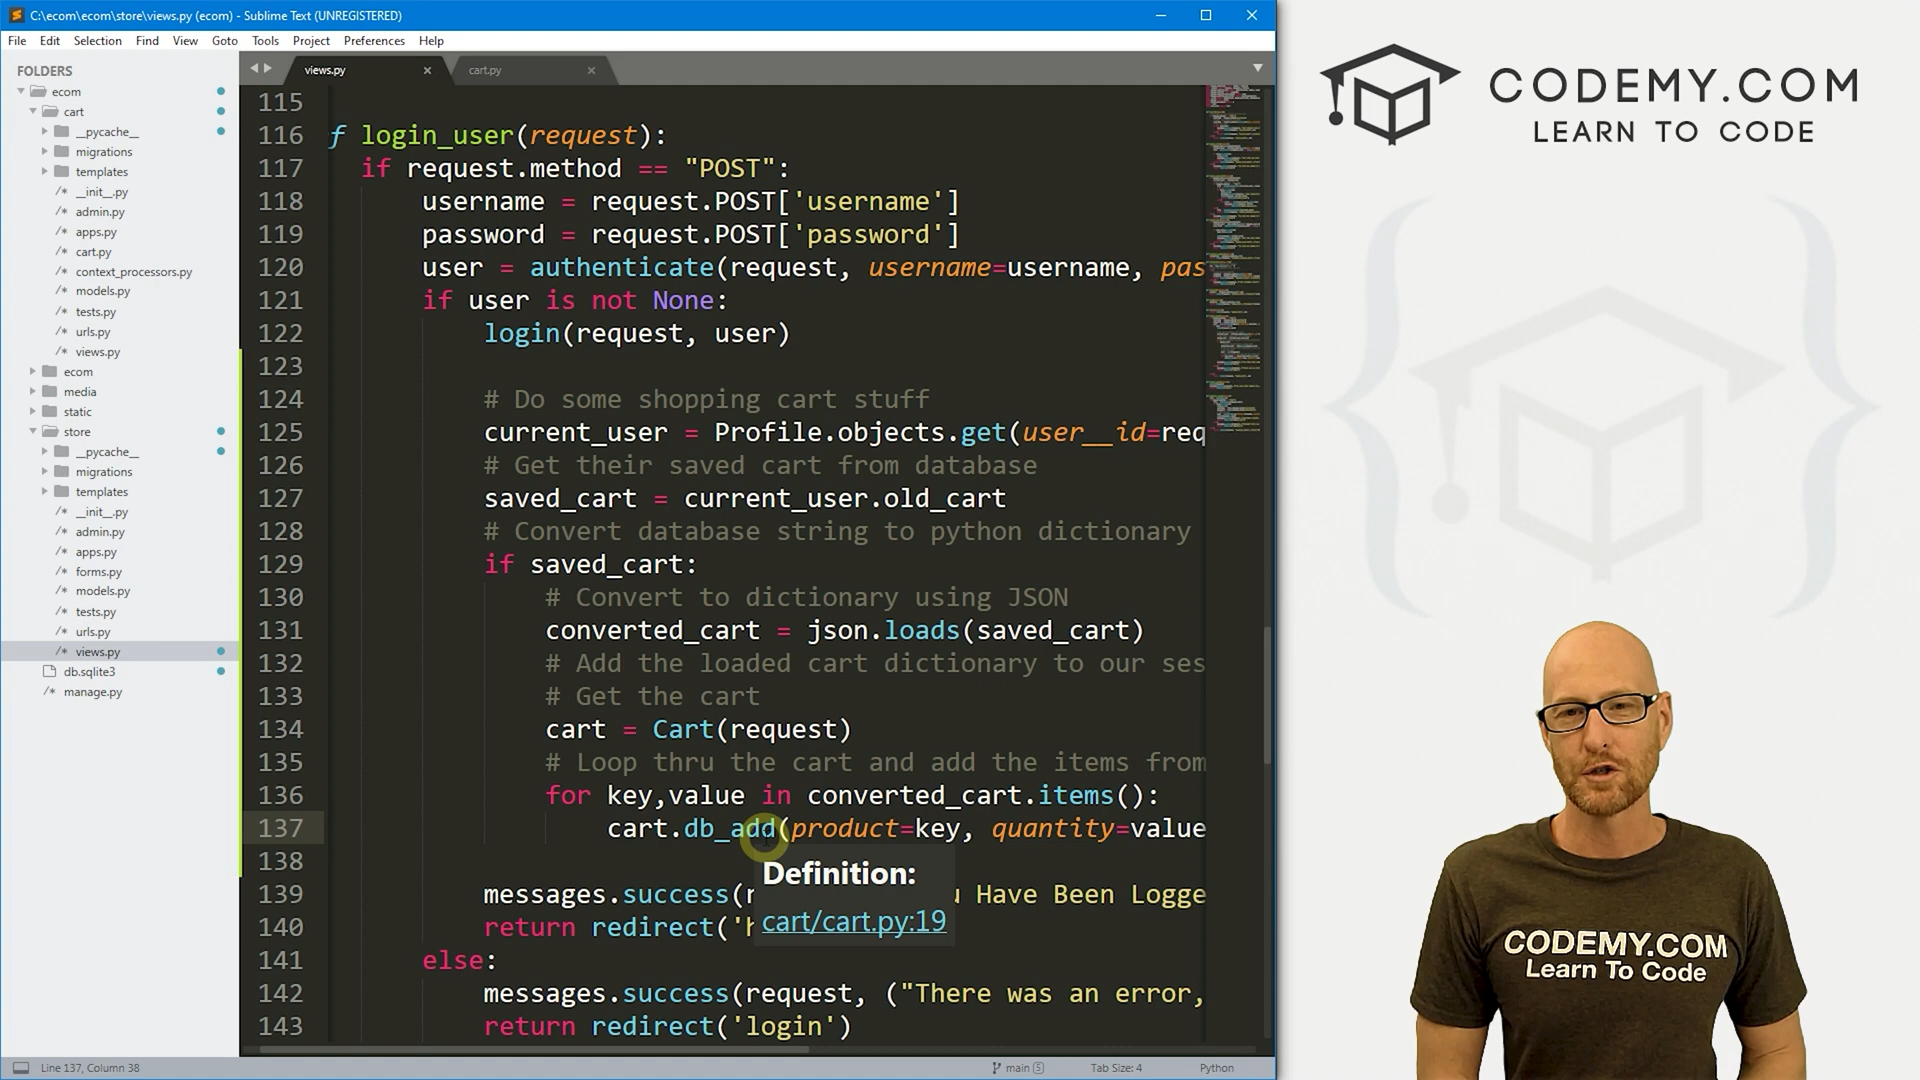 C:\ecom\ecom\store\views.py (ecom) - Sublime Text (UNREGISTERED)
File Edit Selection Find View Goto Tools Project Preferences Help
FOLDERS
ecom
cart
__pycache__
migrations
templates
__init__.py
admin.py
apps.py
cart.py
context_processors.py
models.py
tests.py
urls.py
views.py
ecom
media
static
store
__pycache__
migrations
templates
__init__.py
admin.py
apps.py
forms.py
models.py
tests.py
urls.py
views.py
db.sqlite3
manage.py
views.py cart.py
115
116 f login_user(request):
117 if request.method == "POST":
118 username = request.POST['username']
119 password = request.POST['password']
120 user = authenticate(request, username=username, pas
121 if user is not None:
122 login(request, user)
123
124 # Do some shopping cart stuff
125 current_user = Profile.objects.get(user__id=req
126 # Get their saved cart from database
127 saved_cart = current_user.old_cart
128 # Convert database string to python dictionary
129 if saved_cart:
130 # Convert to dictionary using JSON
131 converted_cart = json.loads(saved_cart)
132 # Add the loaded cart dictionary to our ses
133 # Get the cart
134 cart = Cart(request)
135 # Loop thru the cart and add the items from
136 for key,value in converted_cart.items():
137 cart.db_add(product=key, quantity=value
138
Definition:
cart/cart.py:19
139 messages.success(r u Have Been Logge
140 return redirect('h
141 else:
142 messages.success(request, ("There was an error,
143 return redirect('login')
Line 137, Column 38 main 5 Tab Size: 4 Python
CODEMY.COM
LEARN TO CODE
CODEMY.COM
Learn To Code